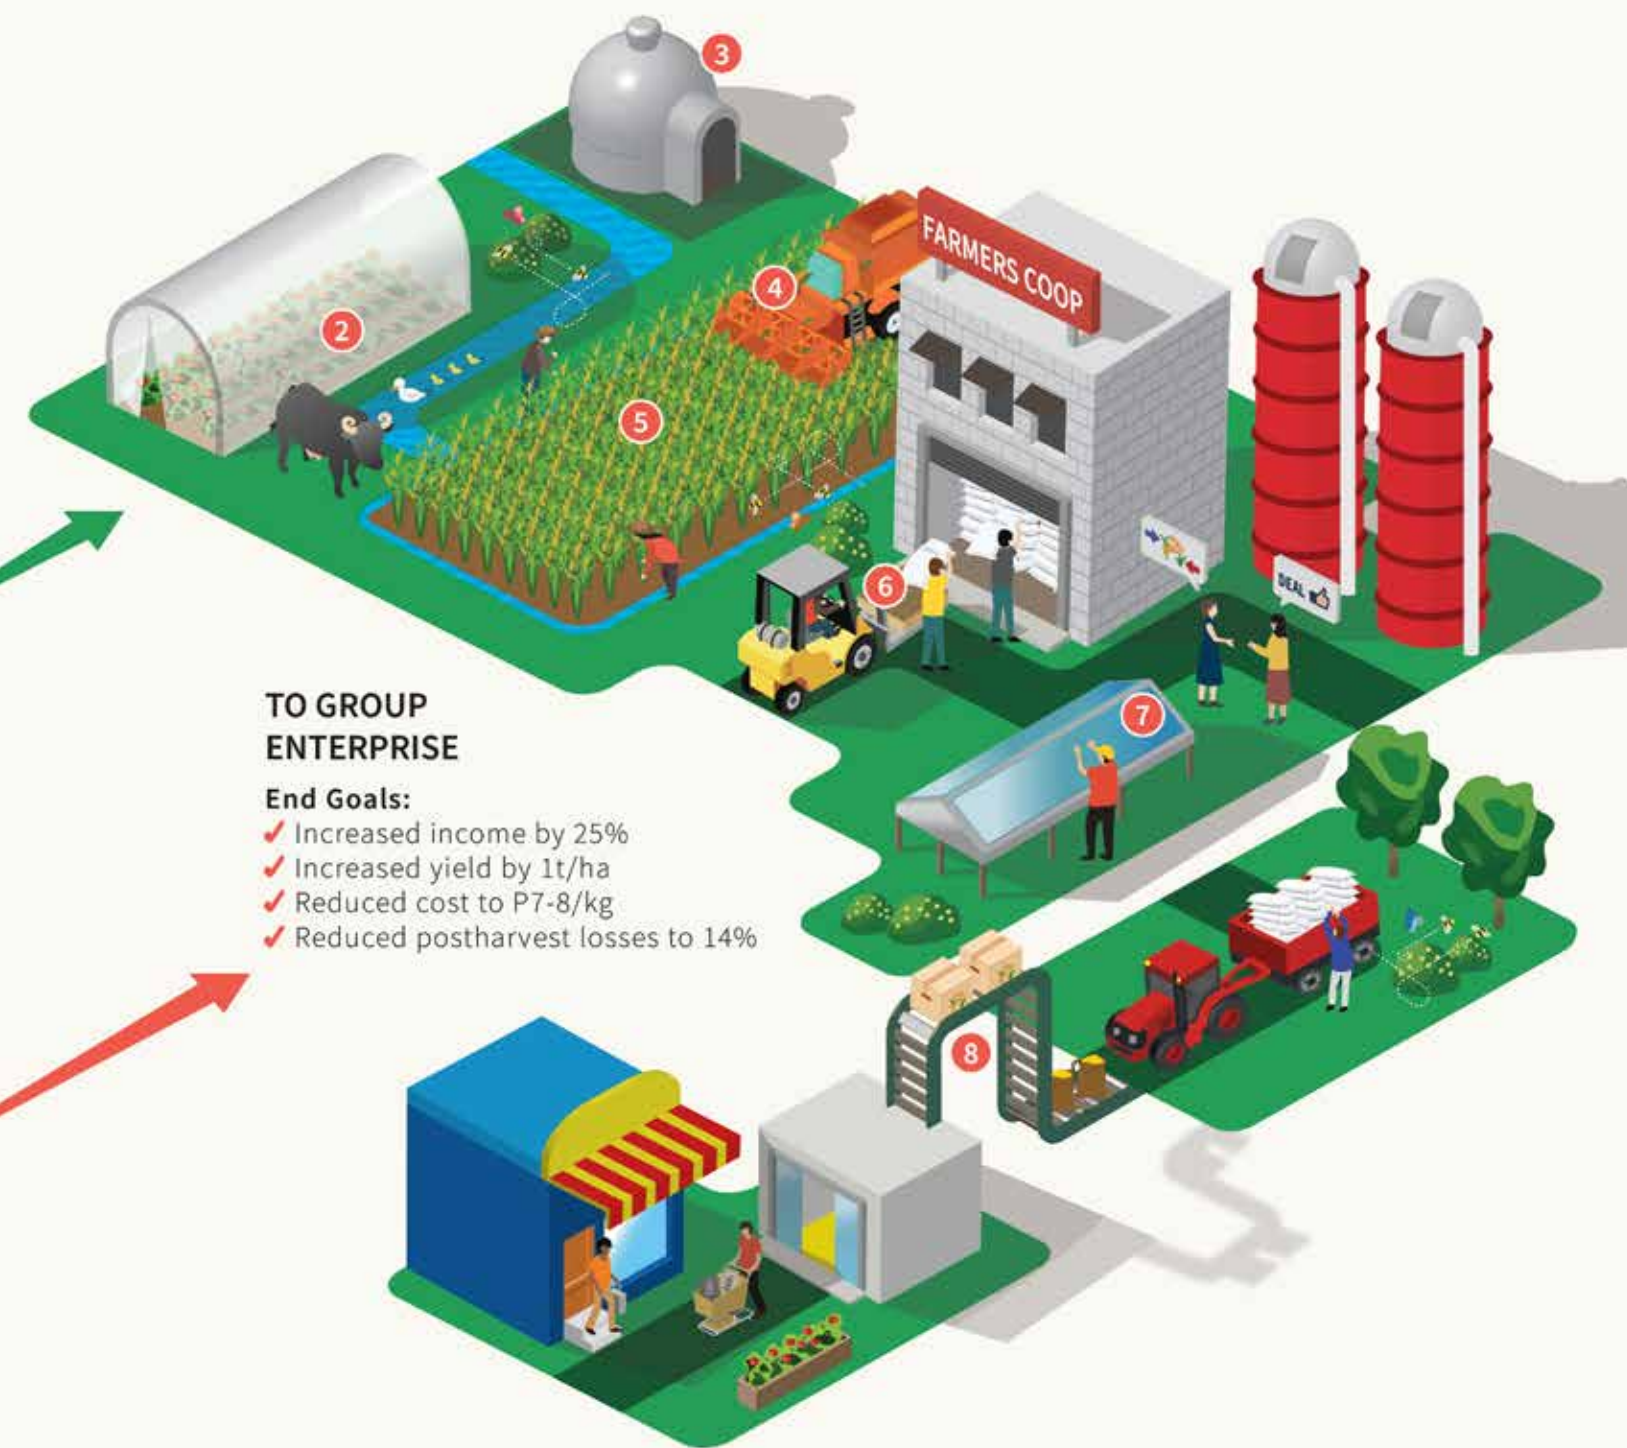 3
FARMERS COOP
4
2
5
6
DEAL
7
TO GROUP
ENTERPRISE
End Goals:
✓ Increased income by 25%
✓ Increased yield by 1t/ha
✓ Reduced cost to P7-8/kg
✓ Reduced postharvest losses to 14%
8